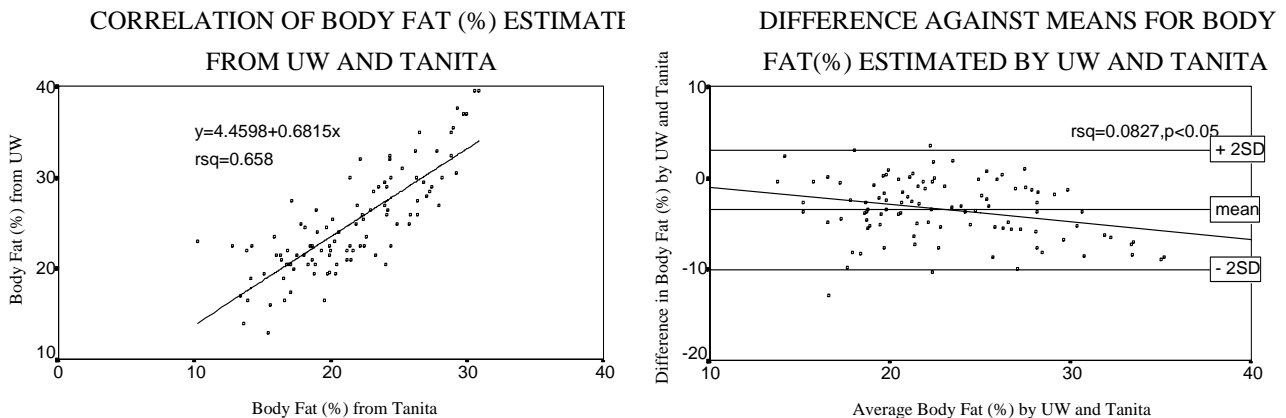 CORRELATION OF BODY FAT (%) ESTIMATE
FROM UW AND TANITA
Body Fat (%) from UW
40
30
20
10
y=4.4598+0.6815x
rsq=0.658
0
10
20
30
40
Body Fat (%) from Tanita
DIFFERENCE AGAINST MEANS FOR BODY
FAT(%) ESTIMATED BY UW AND TANITA
Difference in Body Fat (%) by UW and Tanita
10
0
-10
-20
rsq=0.0827,p<0.05
+ 2SD
mean
- 2SD
10
20
30
40
Average Body Fat (%) by UW and Tanita